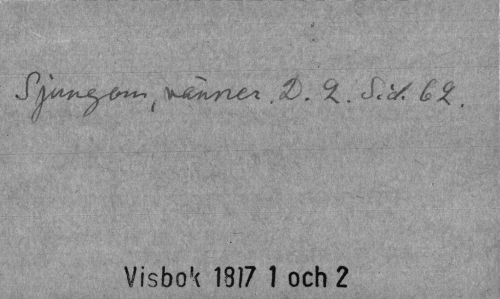 Sjungom, vänner. D. 2. Sid. 62.
Visbok 1817 1 och 2